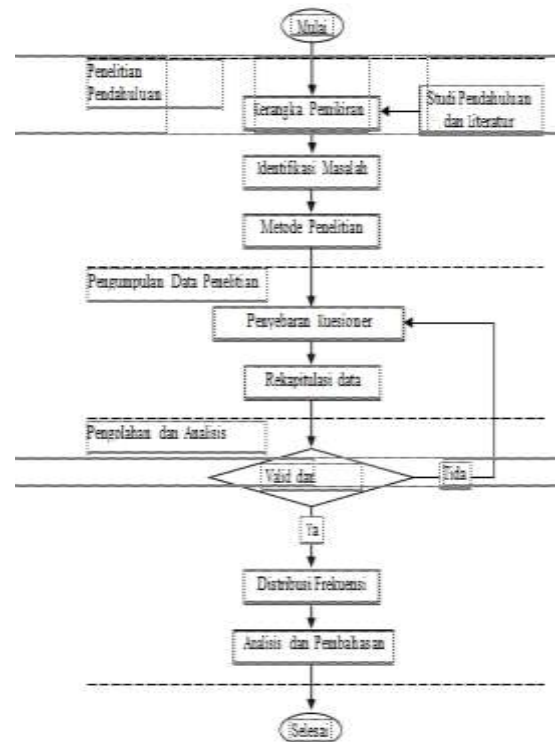 Mulai
Penelitian
Pendahuluan
Kerangka Pemikiran
Studi Pendahuluan
dan Literatur
Identifikasi Masalah
Metode Penelitian
Pengumpulan Data Penelitian
Penyebaran Kuesioner
Rekapitulasi data
Pengolahan dan Analisis
Valid dan
Tida
Ya
Distribusi Frekuensi
Analisis dan Pembahasan
Selesai